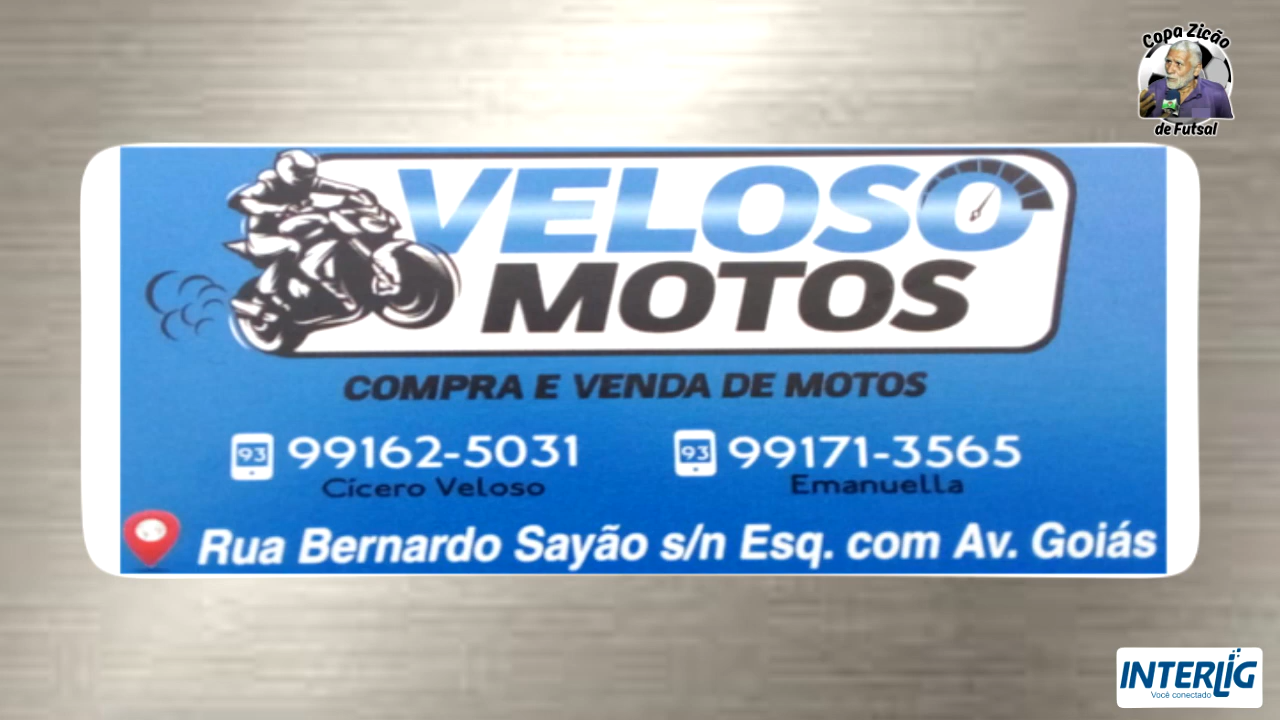 Copa Zicão
de Futsal
VELOSO
MOTOS
COMPRA E VENDA DE MOTOS
93 99162-5031
Cícero Veloso
93 99171-3565
Emanuella
Rua Bernardo Sayão s/n Esq. com Av. Goiás
INTERLIG
Você conectado